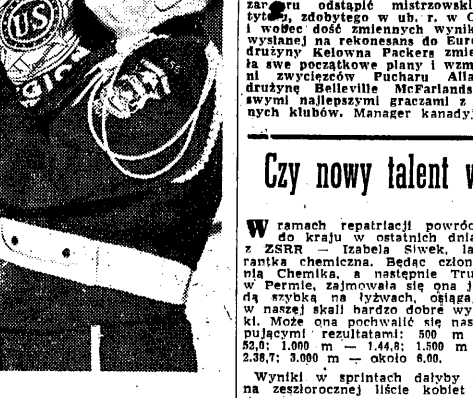 US
odstąpić mistrzowski
zdobytego w ub. r. w
i wobec dość zmiennych wynik
wysłanej na rekonesans do Eur
drużyny Kelowna Packers zmie
ła swe początkowe plany i wzm
ni zwycięzców Pucharu Alla
drużynę Belleville McFarlands
swymi najlepszymi graczami z
nych klubów. Manager kanadyj
Czy nowy talent w
W ramach repatriacji powróc
do kraju w ostatnich dnia
z ZSRR — Izabela Siwek, la
rantka chemiczna. Będąc człon
nią Chemika, a następnie Tru
w Permie, zajmowała się ona j
dą szybką na łyżwach, osiąga
w naszej skali bardzo dobre wy
ki. Może ona pochwalić się nas
pującymi rezultatami: 500 m
52,0; 1.000 m — 1.44,8; 1.500 m
2.38,7; 3.000 m — około 6.00.
Wyniki w sprintach dałyby
na zeszłorocznej liście kobiet